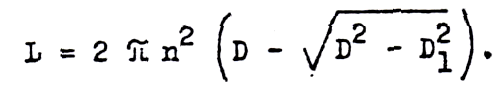 L = 2 π n² (D - √(D² - D₁²)).